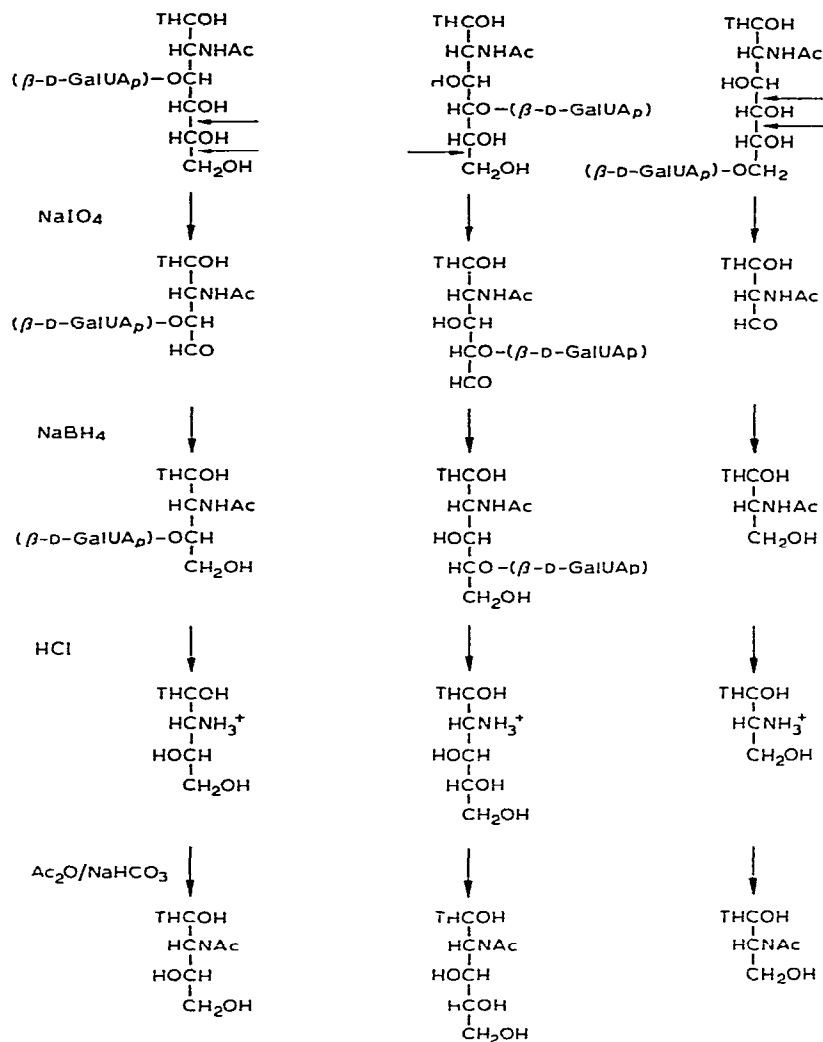 THCOH THCOH THCOH
HCNHAc HCNHAc HCNHAc
(β-D-GalUAp)-OCH HOCH HOCH
HCOH HCO-(β-D-GalUAp) HCOH
HCOH HCOH HCOH
CH2OH CH2OH (β-D-GalUAp)-OCH2
NaIO4
THCOH THCOH THCOH
HCNHAc HCNHAc HCNHAc
(β-D-GalUAp)-OCH HOCH HCO
HCO HCO-(β-D-GalUAp)
HCO
NaBH4
THCOH THCOH THCOH
HCNHAc HCNHAc HCNHAc
(β-D-GalUAp)-OCH HOCH CH2OH
CH2OH HCO-(β-D-GalUAp)
CH2OH
HCl
THCOH THCOH THCOH
HCNH3+ HCNH3+ HCNH3+
HOCH HOCH CH2OH
CH2OH HCOH
CH2OH
Ac2O/NaHCO3
THCOH THCOH THCOH
HCNAc HCNAc HCNAc
HOCH HOCH CH2OH
CH2OH HCOH
CH2OH